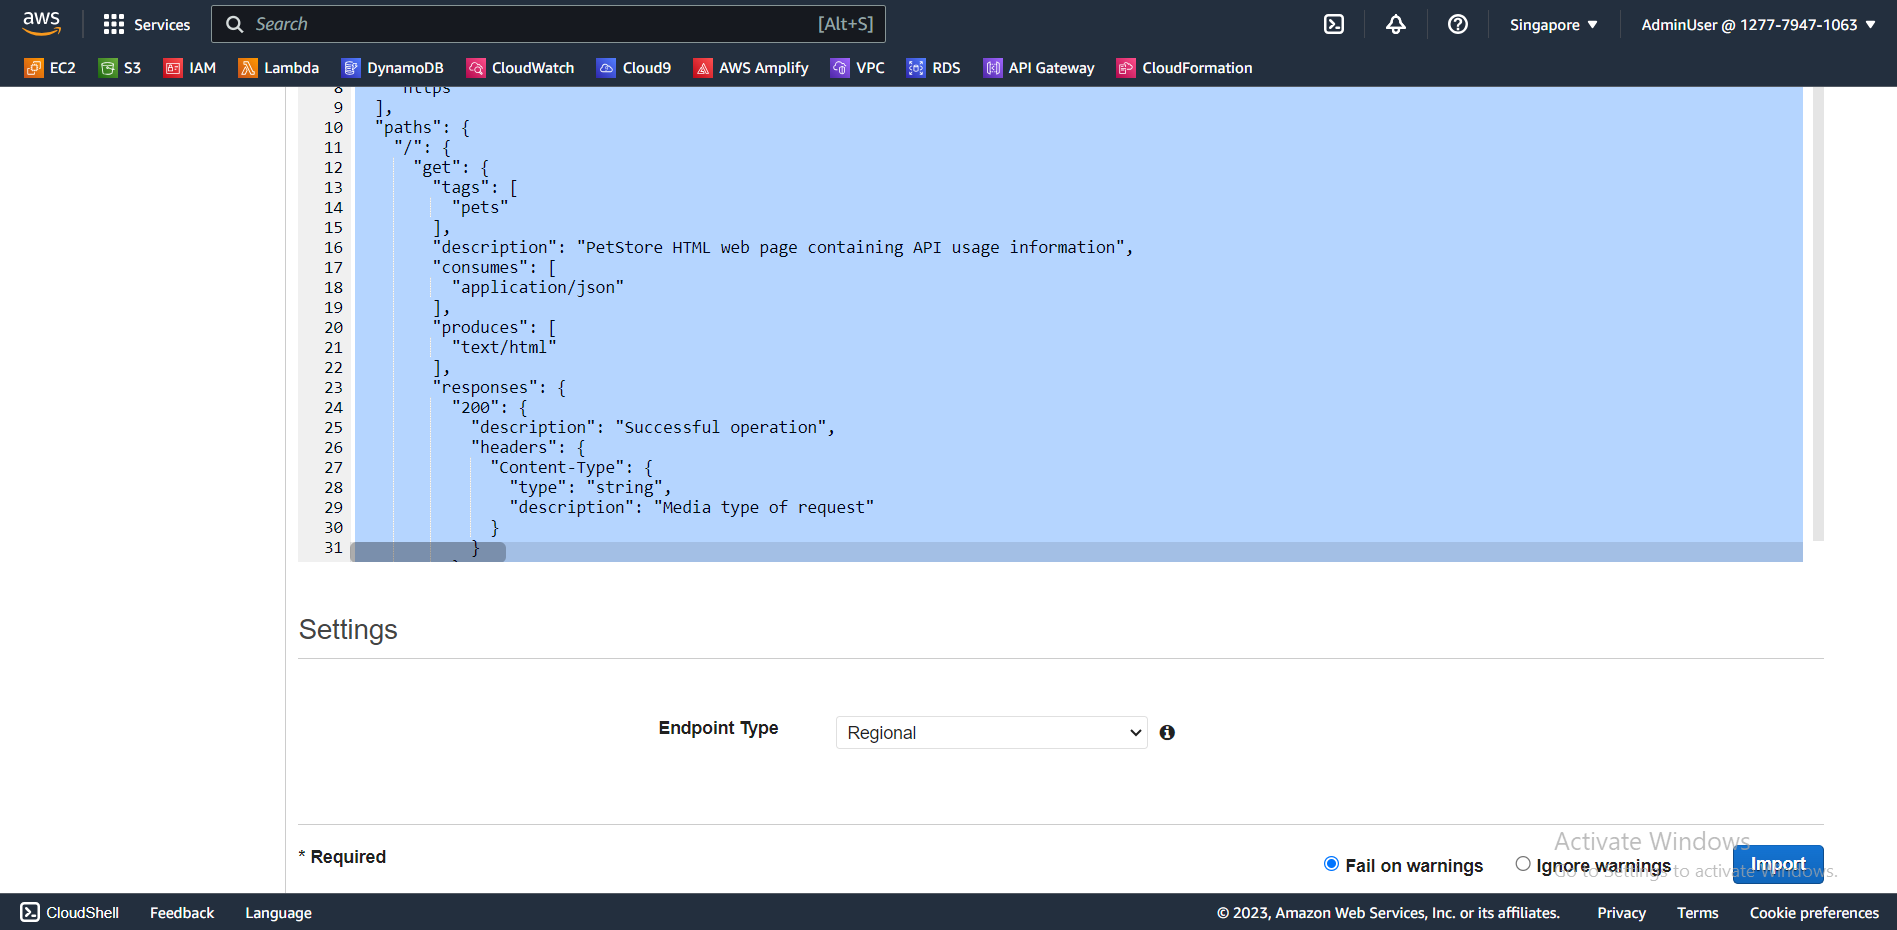 aws
Services
Search [Alt+S]
Singapore
AdminUser @ 1277-7947-1063
EC2 S3 IAM Lambda DynamoDB CloudWatch Cloud9 AWS Amplify VPC RDS API Gateway CloudFormation
8 https
9 ],
10 "paths": {
11 "/": {
12 "get": {
13 "tags": [
14 "pets"
15 ],
16 "description": "PetStore HTML web page containing API usage information",
17 "consumes": [
18 "application/json"
19 ],
20 "produces": [
21 "text/html"
22 ],
23 "responses": {
24 "200": {
25 "description": "Successful operation",
26 "headers": {
27 "Content-Type": {
28 "type": "string",
29 "description": "Media type of request"
30 }
31 }
Settings
Endpoint Type Regional
Activate Windows
Go to Settings to activate Windows.
* Required
Fail on warnings Ignore warnings Import
CloudShell Feedback Language © 2023, Amazon Web Services, Inc. or its affiliates. Privacy Terms Cookie preferences